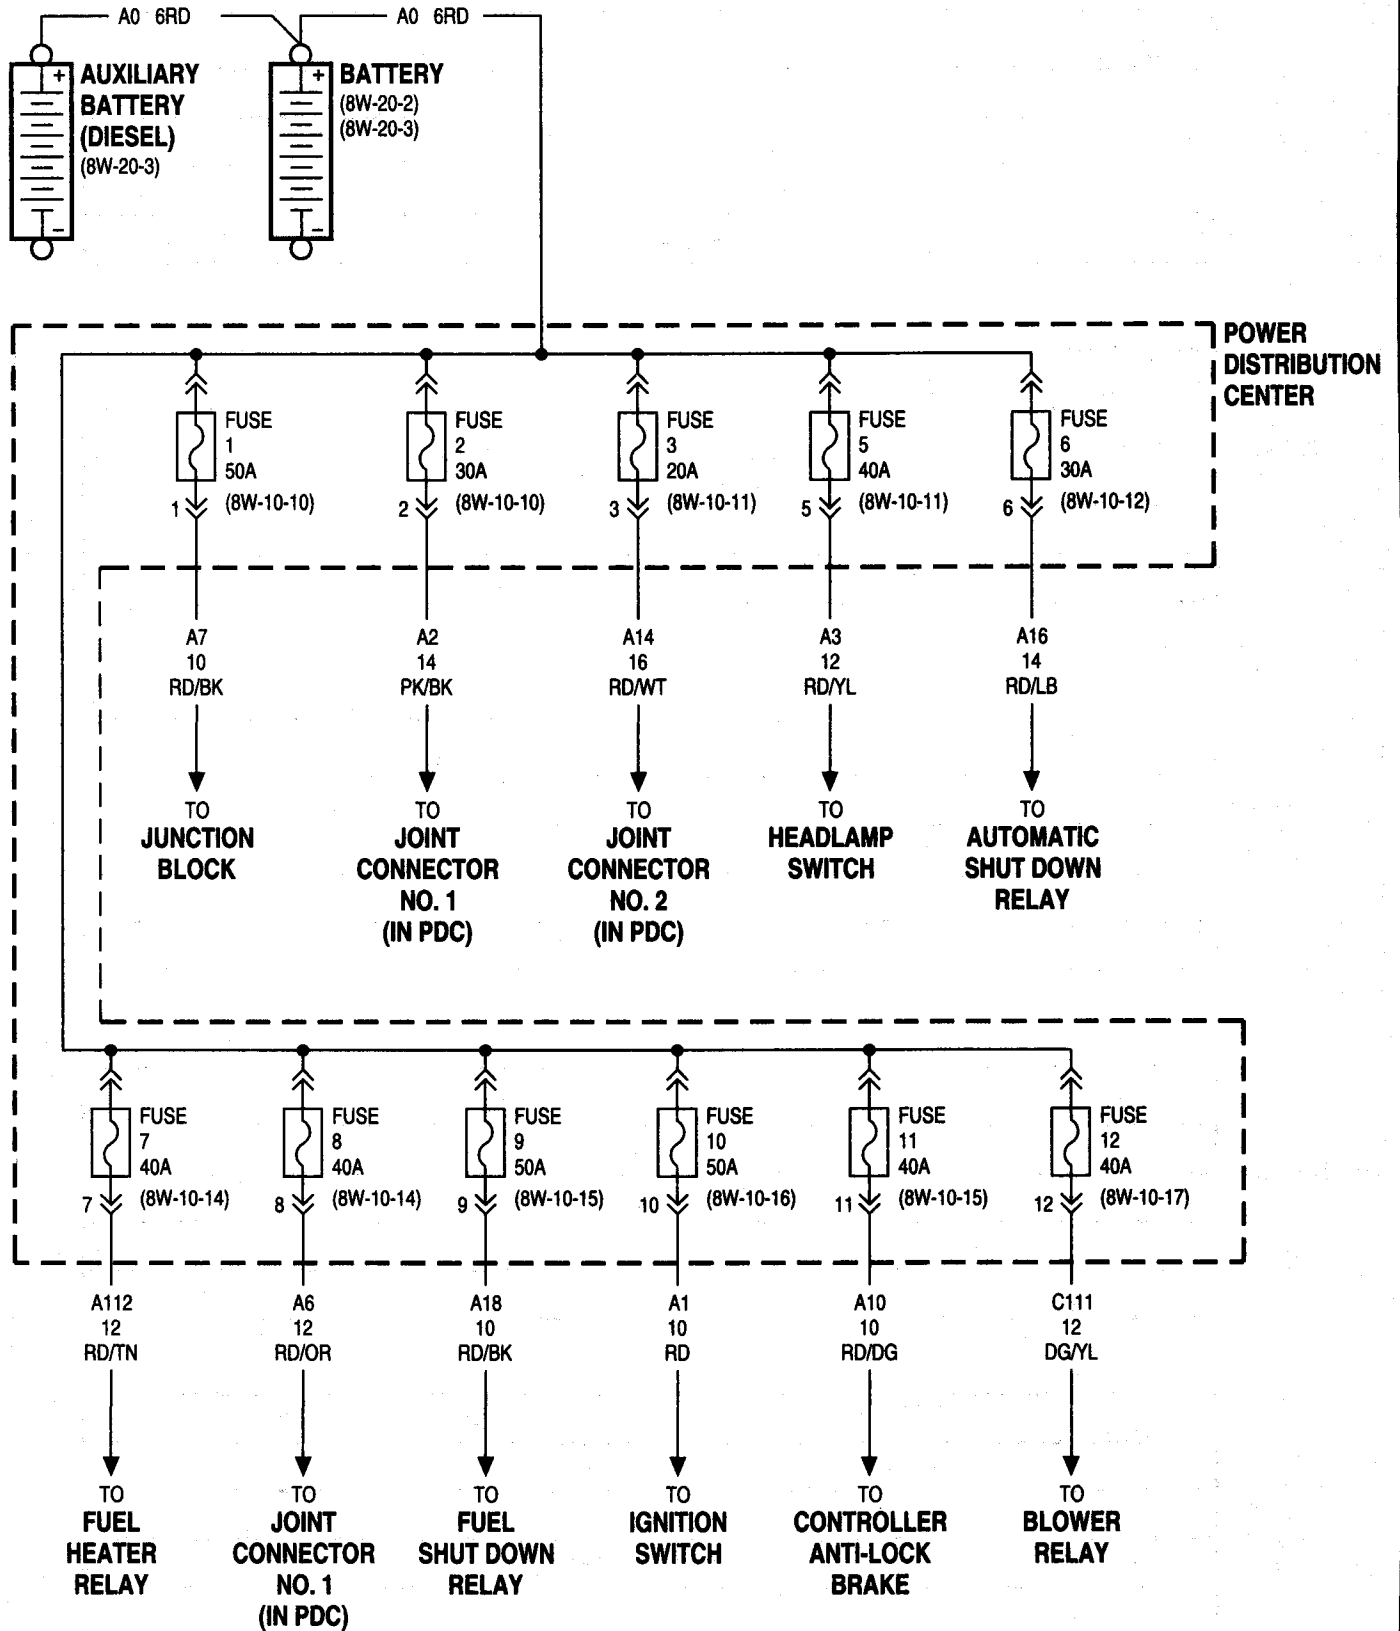 A0 6RD
A0 6RD
+
AUXILIARY
BATTERY
(DIESEL)
(8W-20-3)
−
+
BATTERY
(8W-20-2)
(8W-20-3)
−
POWER
DISTRIBUTION
CENTER
FUSE
1
50A
(8W-10-10)
1
FUSE
2
30A
(8W-10-10)
2
FUSE
3
20A
(8W-10-11)
3
FUSE
5
40A
(8W-10-11)
5
FUSE
6
30A
(8W-10-12)
6
A7
10
RD/BK
TO
JUNCTION
BLOCK
A2
14
PK/BK
TO
JOINT
CONNECTOR
NO. 1
(IN PDC)
A14
16
RD/WT
TO
JOINT
CONNECTOR
NO. 2
(IN PDC)
A3
12
RD/YL
TO
HEADLAMP
SWITCH
A16
14
RD/LB
TO
AUTOMATIC
SHUT DOWN
RELAY
FUSE
7
40A
(8W-10-14)
7
FUSE
8
40A
(8W-10-14)
8
FUSE
9
50A
(8W-10-15)
9
FUSE
10
50A
(8W-10-16)
10
FUSE
11
40A
(8W-10-15)
11
FUSE
12
40A
(8W-10-17)
12
A112
12
RD/TN
TO
FUEL
HEATER
RELAY
A6
12
RD/OR
TO
JOINT
CONNECTOR
NO. 1
(IN PDC)
A18
10
RD/BK
TO
FUEL
SHUT DOWN
RELAY
A1
10
RD
TO
IGNITION
SWITCH
A10
10
RD/DG
TO
CONTROLLER
ANTI-LOCK
BRAKE
C111
12
DG/YL
TO
BLOWER
RELAY